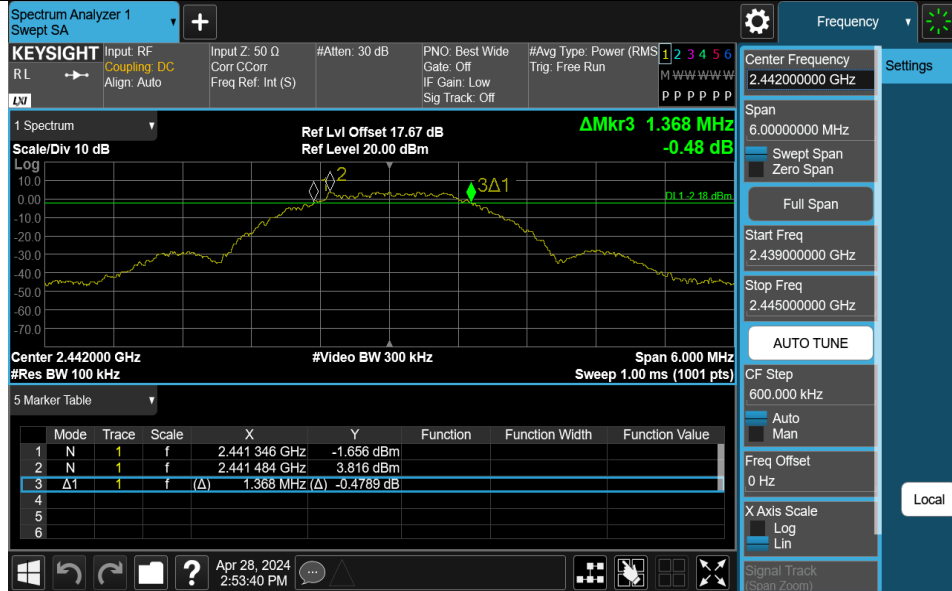 Spectrum Analyzer 1
Swept SA
Frequency
KEYSIGHT
RL
LXI
Input: RF
Coupling: DC
Align: Auto
Input Z: 50 Ω
Corr CCorr
Freq Ref: Int (S)
#Atten: 30 dB
PNO: Best Wide
Gate: Off
IF Gain: Low
Sig Track: Off
#Avg Type: Power (RMS
Trig: Free Run
1 2 3 4 5 6
M W W W W W
P P P P P P
Center Frequency
2.442000000 GHz
Settings
Span
6.00000000 MHz
Swept Span
Zero Span
Full Span
Start Freq
2.439000000 GHz
Stop Freq
2.445000000 GHz
AUTO TUNE
CF Step
600.000 kHz
Auto
Man
Freq Offset
0 Hz
X Axis Scale
Log
Lin
Signal Track
(Span Zoom)
Local
1 Spectrum
Scale/Div 10 dB
Ref Lvl Offset 17.67 dB
Ref Level 20.00 dBm
ΔMkr3 1.368 MHz
-0.48 dB
Log
10.0
0.00
-10.0
-20.0
-30.0
-40.0
-50.0
-60.0
-70.0
1
2
3Δ1
DL1 -2.18 dBm
Center 2.442000 GHz
#Video BW 300 kHz
Span 6.000 MHz
#Res BW 100 kHz
Sweep 1.00 ms (1001 pts)
5 Marker Table
Mode Trace Scale X Y Function Function Width Function Value
1 N 1 f 2.441 346 GHz -1.656 dBm
2 N 1 f 2.441 484 GHz 3.816 dBm
3 Δ1 1 f (Δ) 1.368 MHz (Δ) -0.4789 dB
4
5
6
Apr 28, 2024
2:53:40 PM